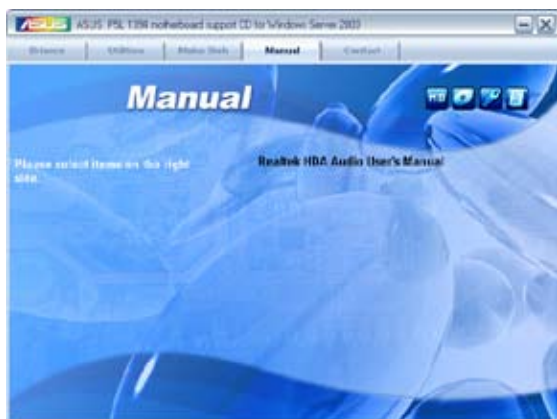 ASUS ASUS P5L 1394 motherboard support CD for Windows Server 2003
Drivers Utilities Make Disk Manual Contact
Manual
Please select items on the right
side.
Realtek HDA Audio User's Manual